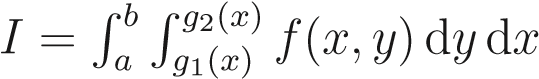 I = ∫_a^b ∫_{g_1(x)}^{g_2(x)} f(x, y) dy dx